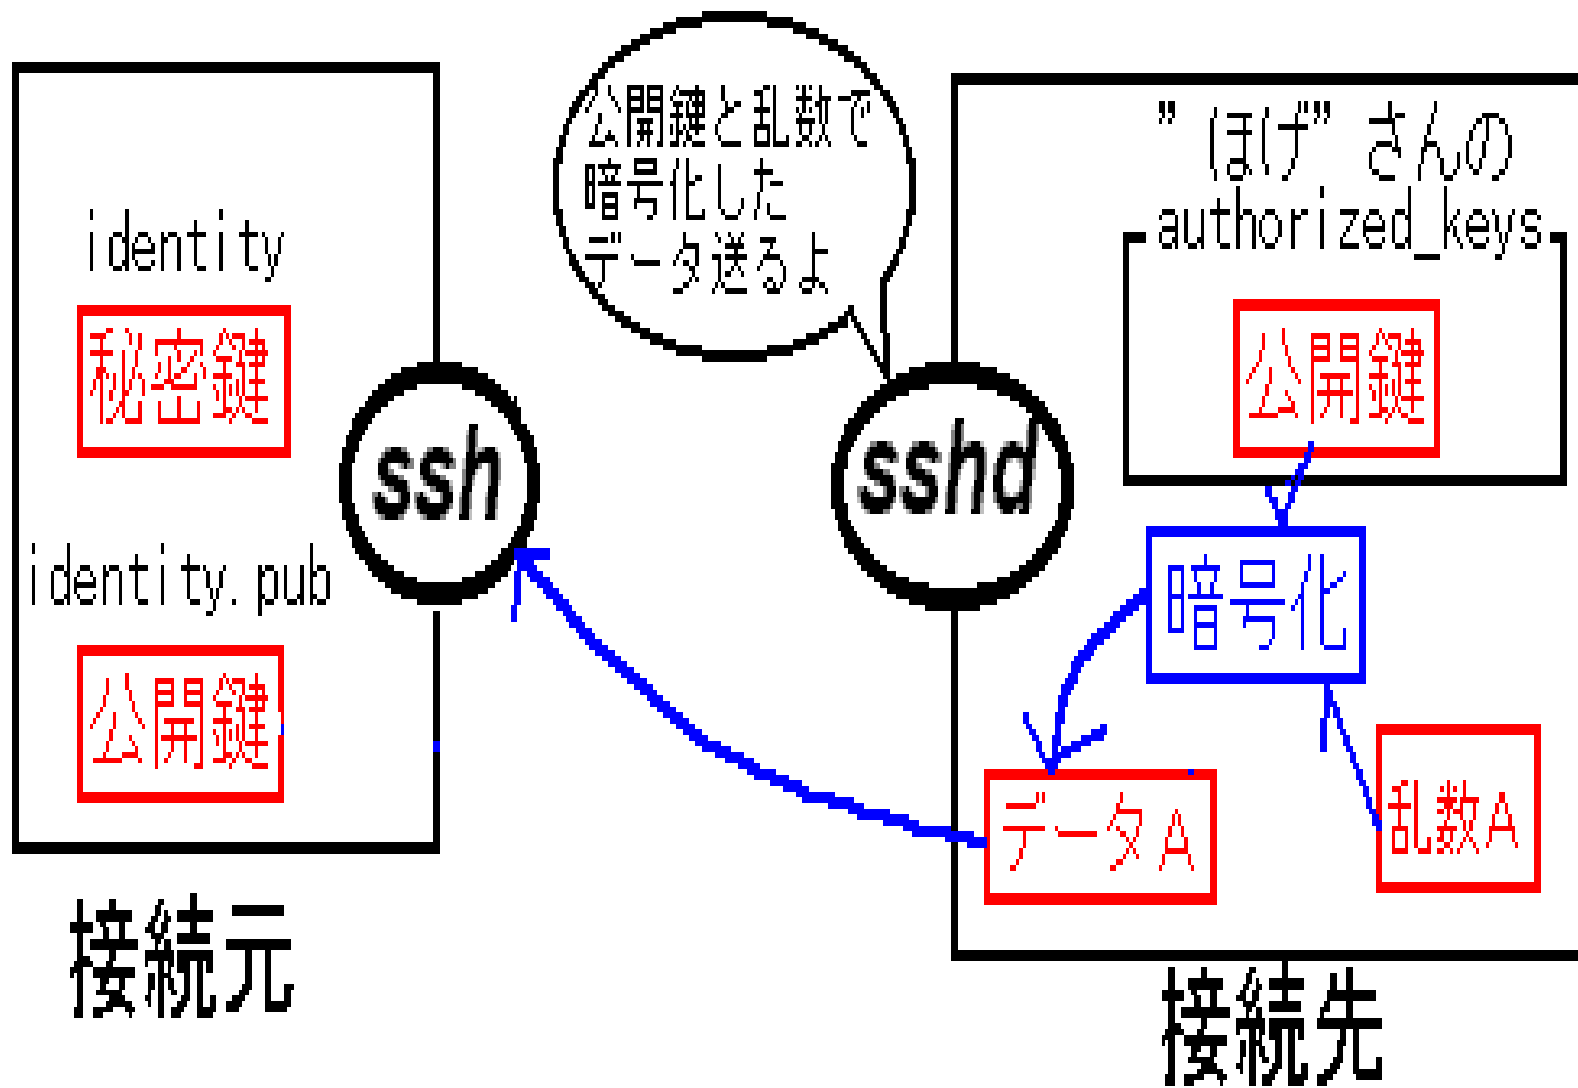 公開鍵と乱数で
暗号化した
データ送るよ
identity
秘密鍵
ssh
identity.pub
公開鍵
接続元
”ほげ”さんの
authorized_keys
公開鍵
sshd
暗号化
データA
乱数A
接続先